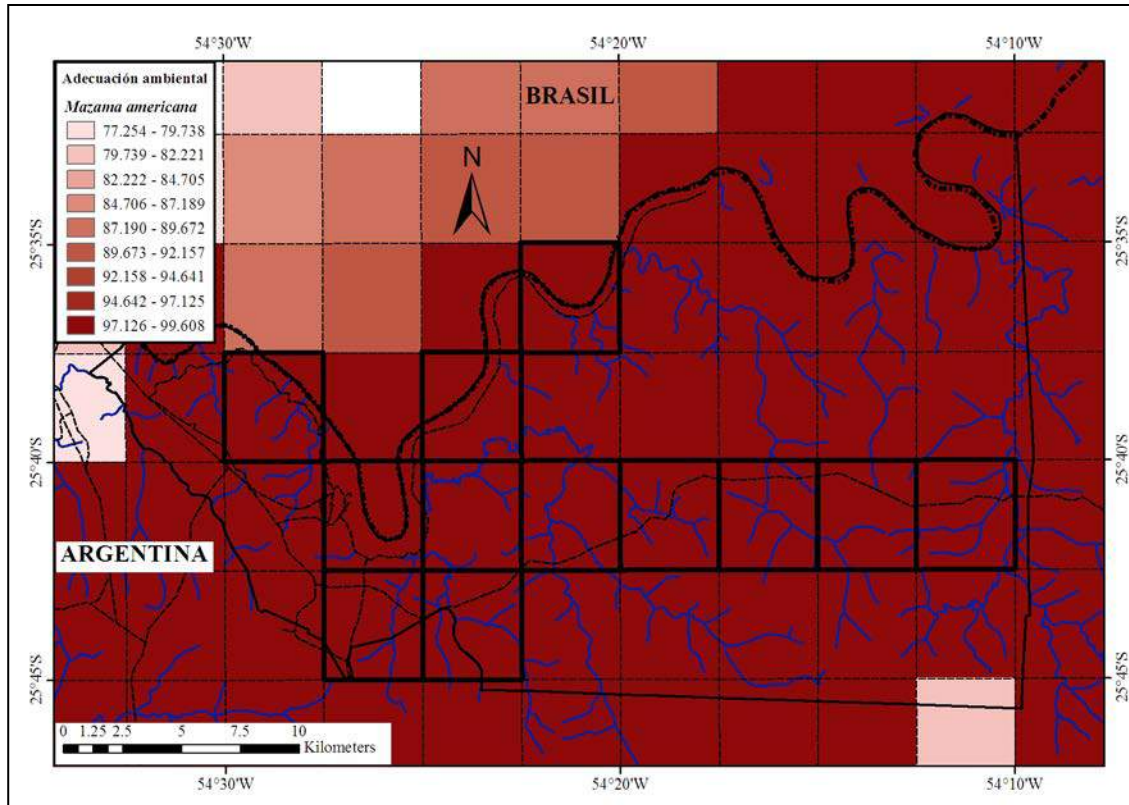 54°30'W 54°20'W 54°10'W
Adecuación ambiental
Mazama americana
77.254 - 79.738
79.739 - 82.221
82.222 - 84.705
84.706 - 87.189
87.190 - 89.672
89.673 - 92.157
92.158 - 94.641
94.642 - 97.125
97.126 - 99.608
BRASIL
N
25°35'S 25°35'S
25°40'S 25°40'S
ARGENTINA
25°45'S 25°45'S
0 1.25 2.5 5 7.5 10
Kilometers
54°30'W 54°20'W 54°10'W